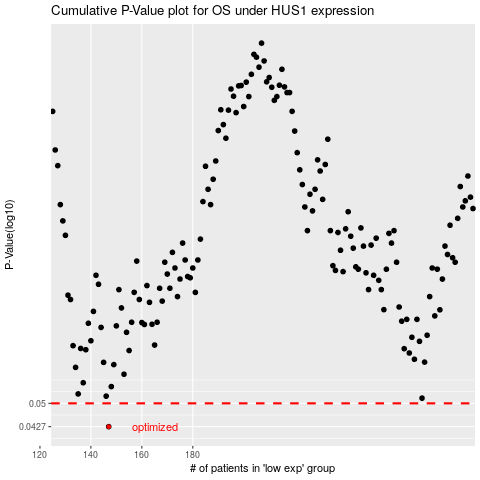 Cumulative P-Value plot for OS under HUS1 expression
P-Value(log10)
0.05
0.0427
optimized
120 140 160 180
# of patients in 'low exp' group